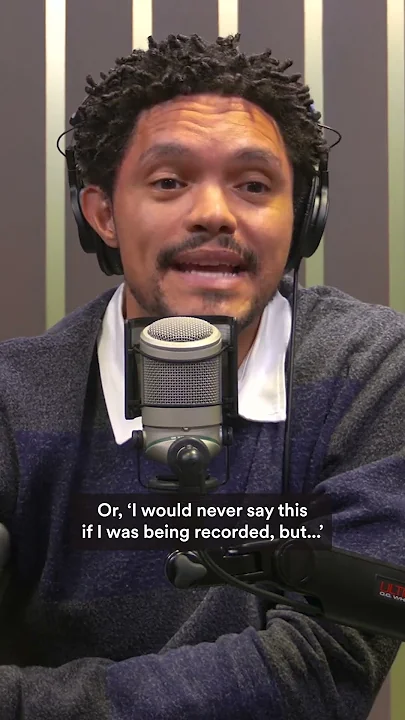 Or, ‘I would never say this
if I was being recorded, but...’